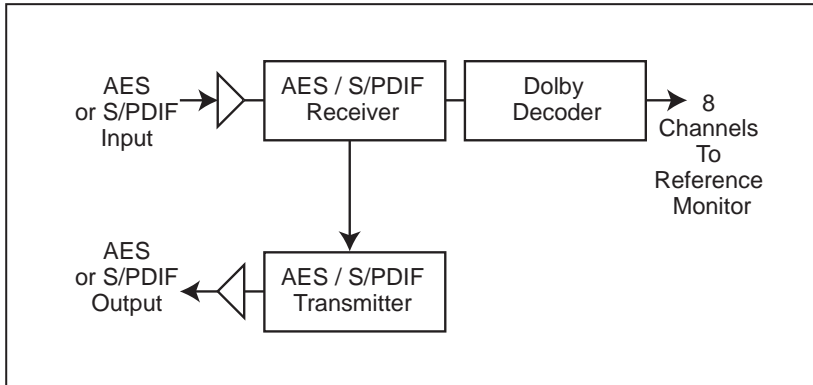 AES
or S/PDIF
Input
AES / S/PDIF
Receiver
Dolby
Decoder
8
Channels
To
Reference
Monitor
AES
or S/PDIF
Output
AES / S/PDIF
Transmitter